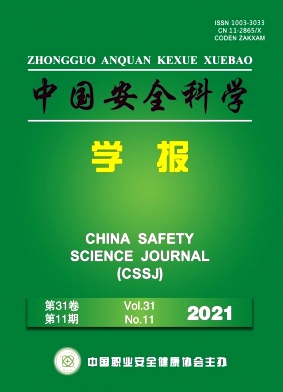 ISSN 1003-3033
CN 11-2865/X
CODEN ZAKXAM
ZHONGGUO ANQUAN KEXUE XUEBAO
中国安全科学
学报
CHINA SAFETY
SCIENCE JOURNAL
(CSSJ)
第31卷 Vol.31
第11期 No.11
2021
中国职业安全健康协会主办